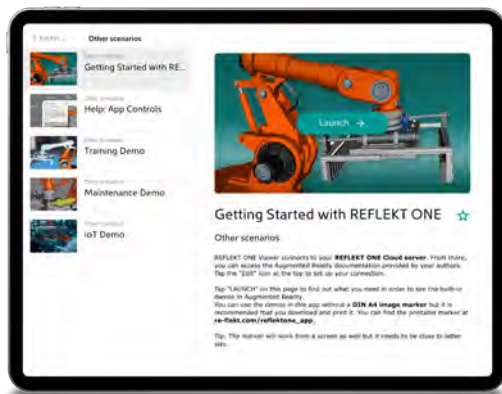 Other scenarios
Getting Started with RE...
Help: App Controls
Training Demo
Maintenance Demo
IoT Demo
Launch →
Getting Started with REFLEKT ONE
Other scenarios
REFLEKT ONE Viewer connects to your REFLEKT ONE Cloud server. From there,
you can access the Augmented Reality documentation provided by your authors.
Tap the icon at the top to set up your connection.
Tap "LAUNCH" on this page to find out what you need in order to see the built-in
demos in Augmented Reality.
You can use the demos in this app without a DIN A4 image marker but it is
recommended that you download and print it. You can find the printable marker at
re-flekt.com/reflektone_app.
Tip: The marker will work from a screen as well but it needs to be close to letter
size.